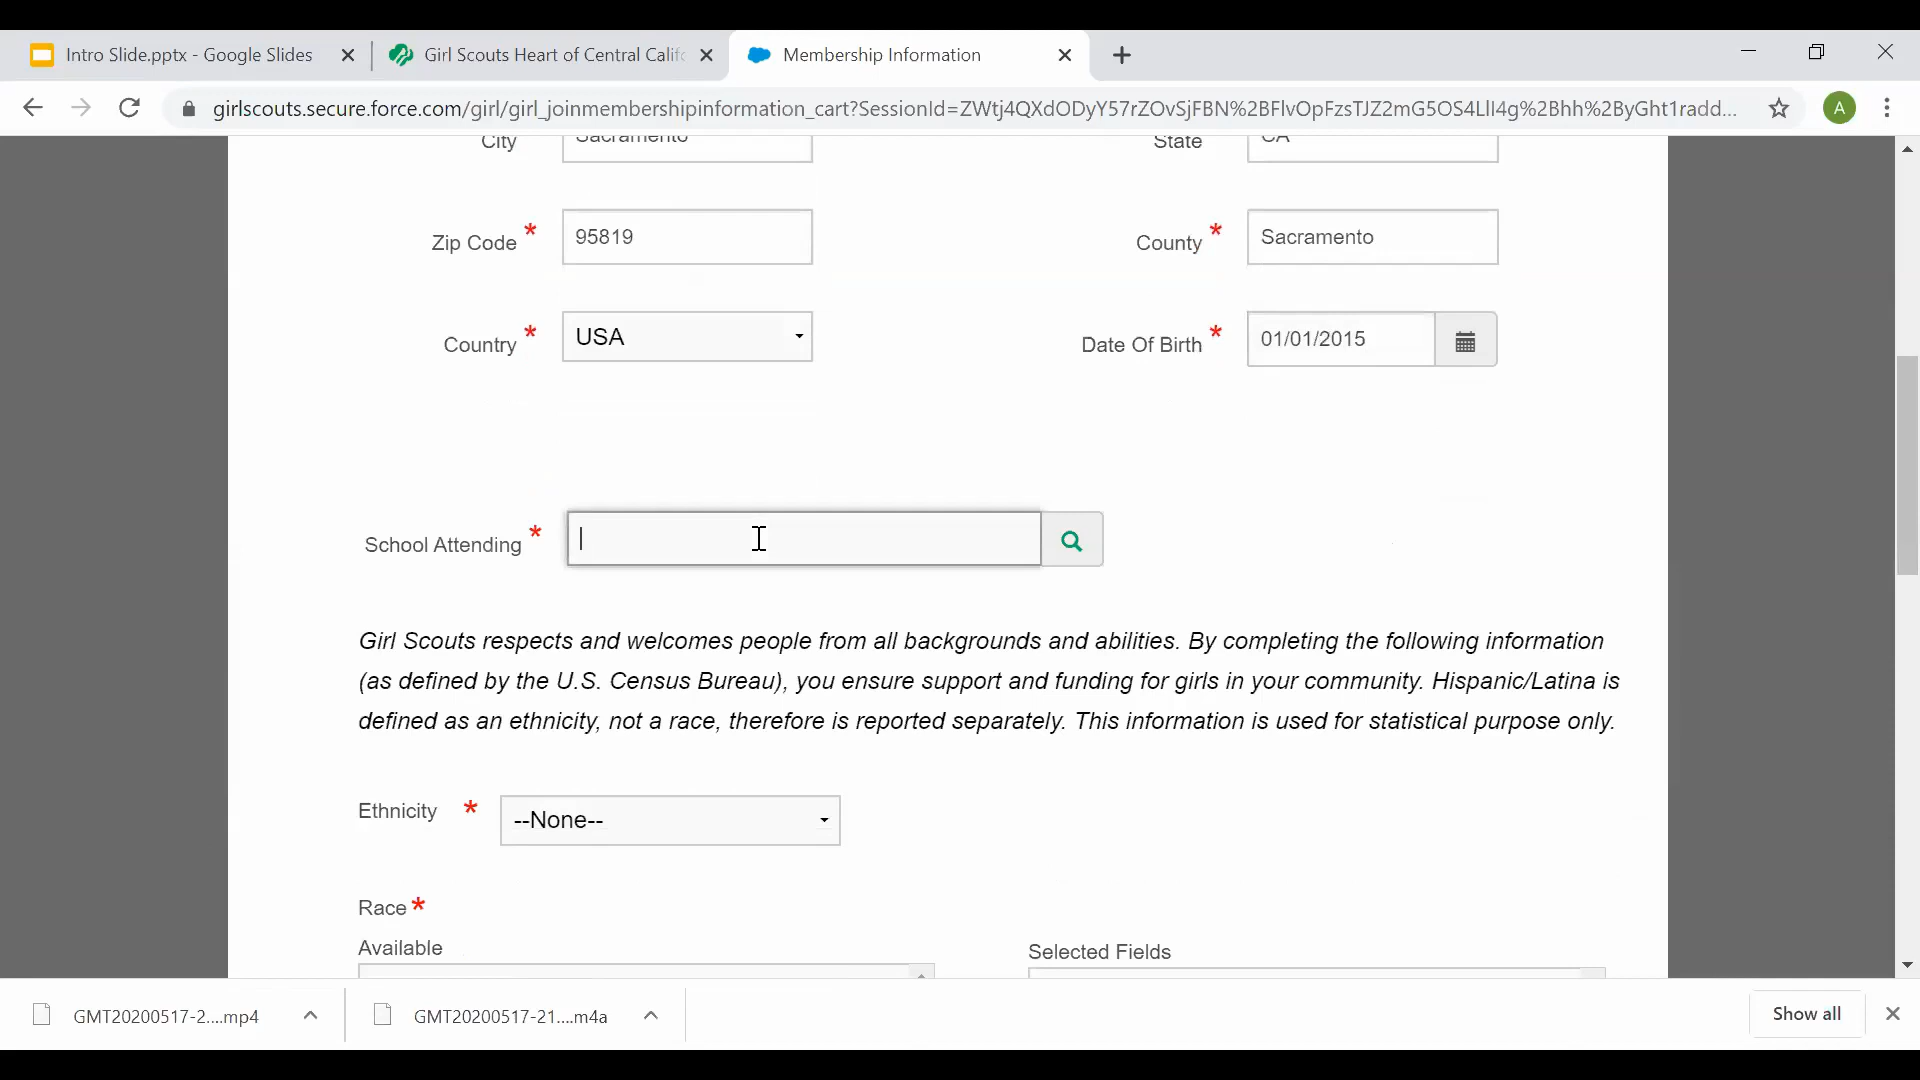 Intro Slide.pptx - Google Slides
Girl Scouts Heart of Central Calif
Membership Information
girlscouts.secure.force.com/girl/girl_joinmembershipinformation_cart?SessionId=ZWtj4QXdODyY57rZOvSjFBN%2BFlvOpFzsTJZ2mG5OS4LlI4g%2Bhh%2ByGht1radd...
A
City Sacramento State CA
Zip Code * 95819 County * Sacramento
Country * USA Date Of Birth * 01/01/2015
School Attending *
Girl Scouts respects and welcomes people from all backgrounds and abilities. By completing the following information
(as defined by the U.S. Census Bureau), you ensure support and funding for girls in your community. Hispanic/Latina is
defined as an ethnicity, not a race, therefore is reported separately. This information is used for statistical purpose only.
Ethnicity * --None--
Race *
Available Selected Fields
GMT20200517-2....mp4 GMT20200517-21....m4a Show all